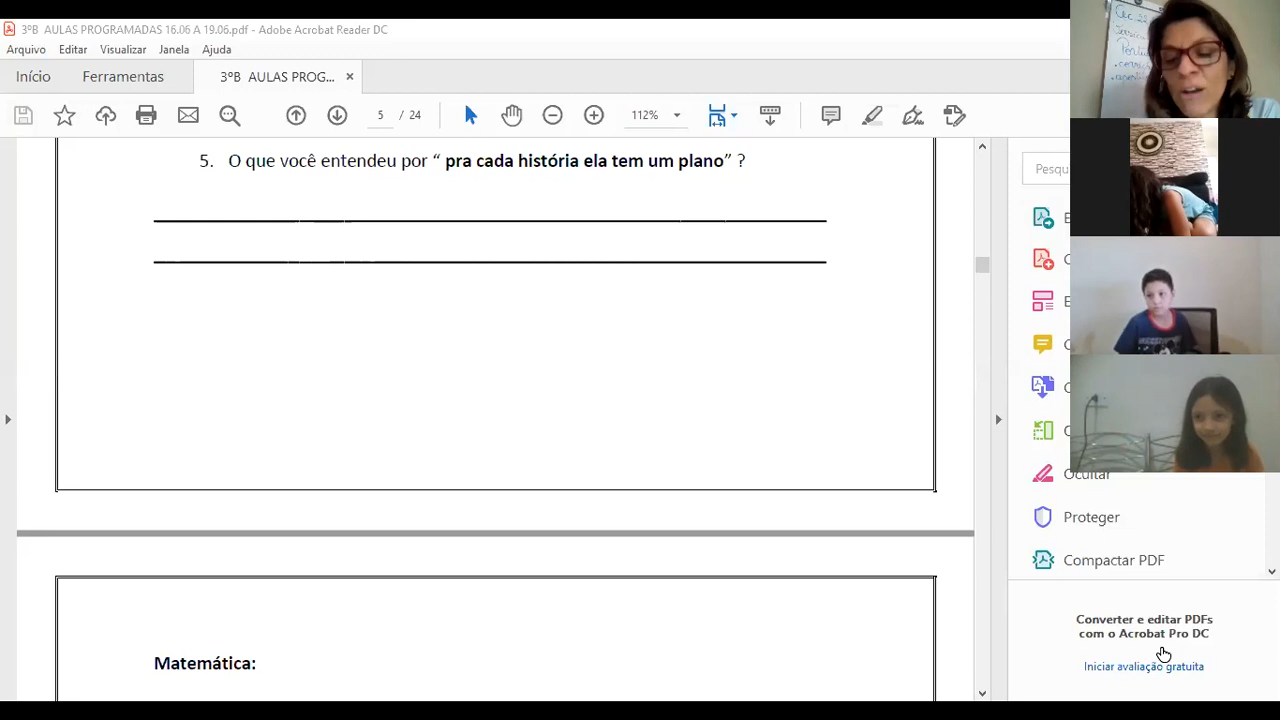 3ºB AULAS PROGRAMADAS 16.06 A 19.06.pdf - Adobe Acrobat Reader DC
Arquivo Editar Visualizar Janela Ajuda
Início Ferramentas 3ºB AULAS PROG... ×
5 / 24 112%
5. O que você entendeu por “ pra cada história ela tem um plano” ?
Pesqu
Ocultar
Proteger
Compactar PDF
Converter e editar PDFs
com o Acrobat Pro DC
Iniciar avaliação gratuita
Matemática: